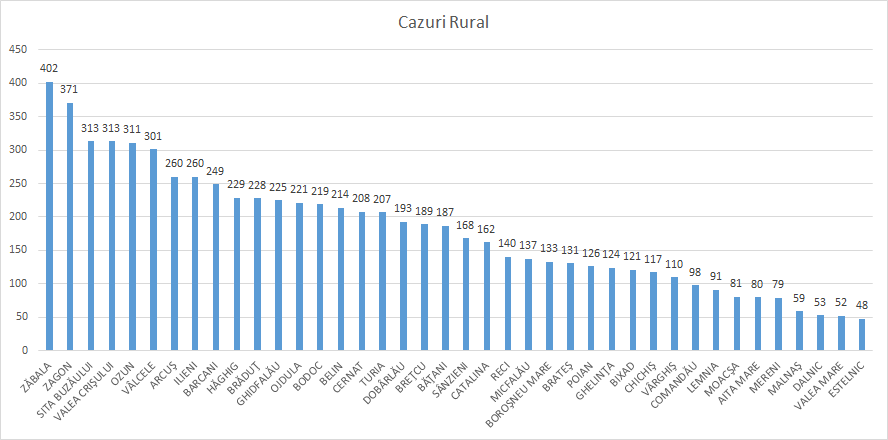 Cazuri Rural
450
400
350
300
250
200
150
100
50
0
402
371
313
313
311
301
260
260
249
229
228
225
221
219
214
208
207
193
189
187
168
162
140
137
133
131
126
124
121
117
110
98
91
81
80
79
59
53
52
48
ZĂBALA
ZAGON
SITA BUZĂULUI
VALEA CRIȘULUI
OZUN
VÂLCELE
ARCUȘ
ILIENI
BARCANI
HĂGHIG
BRĂDUȚ
GHIDFALĂU
OJDULA
BODOC
BELIN
CERNAT
TURIA
DOBÂRLĂU
BREȚCU
BĂȚANI
SÂNZIENI
CATALINA
RECI
MICFALĂU
BOROȘNEU MARE
BRATEȘ
POIAN
GHELINȚA
BIXAD
CHICHIȘ
VÂRGHIȘ
COMANDĂU
LEMNIA
MOACȘA
AITA MARE
MERENI
MALNAȘ
DALNIC
VALEA MARE
ESTELNIC